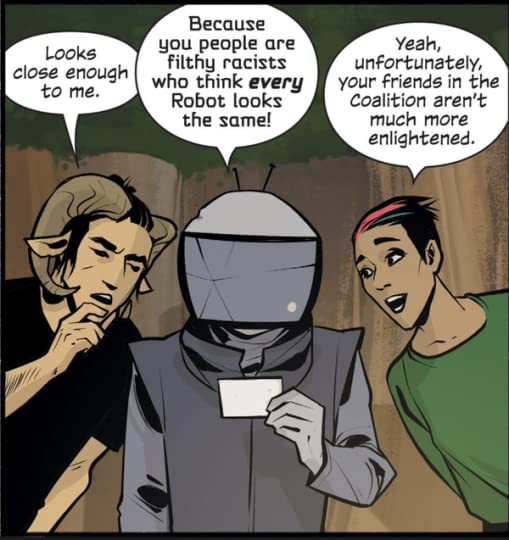 Looks
close enough
to me.
Because
you people are
filthy racists
who think every
Robot looks
the same!
Yeah,
unfortunately,
your friends in the
Coalition aren't
much more
enlightened.